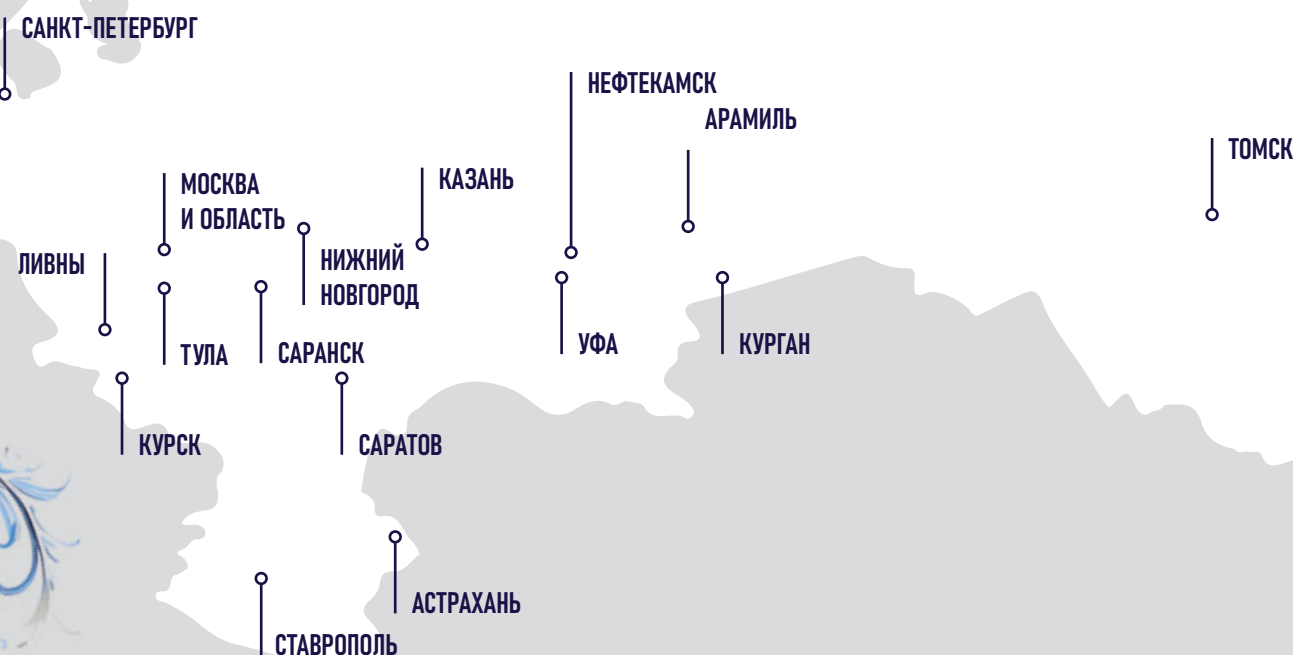 САНКТ-ПЕТЕРБУРГ
НЕФТЕКАМСК
АРАМИЛЬ
ТОМСК
МОСКВА
И ОБЛАСТЬ
КАЗАНЬ
НИЖНИЙ
НОВГОРОД
ЛИВНЫ
ТУЛА
САРАНСК
УФА
КУРГАН
КУРСК
САРАТОВ
АСТРАХАНЬ
СТАВРОПОЛЬ